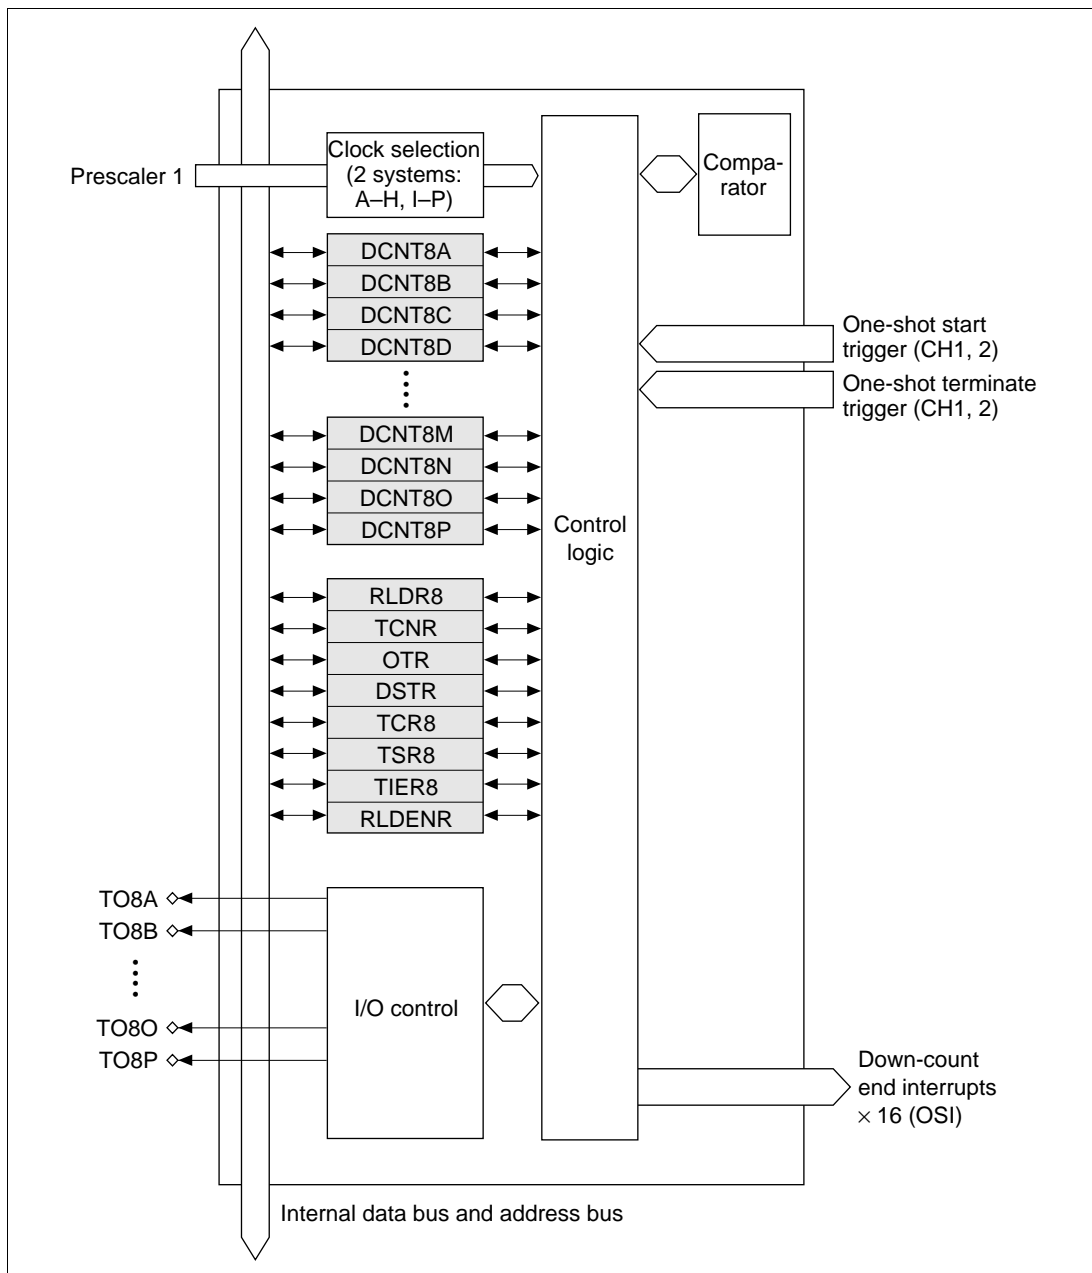 Prescaler 1
Clock selection
(2 systems:
A–H, I–P)
Compa-
rator
DCNT8A
DCNT8B
DCNT8C
DCNT8D
One-shot start
trigger (CH1, 2)
One-shot terminate
trigger (CH1, 2)
DCNT8M
DCNT8N
DCNT8O
DCNT8P
Control
logic
RLDR8
TCNR
OTR
DSTR
TCR8
TSR8
TIER8
RLDENR
TO8A
TO8B
TO8O
TO8P
I/O control
Down-count
end interrupts
× 16 (OSI)
Internal data bus and address bus